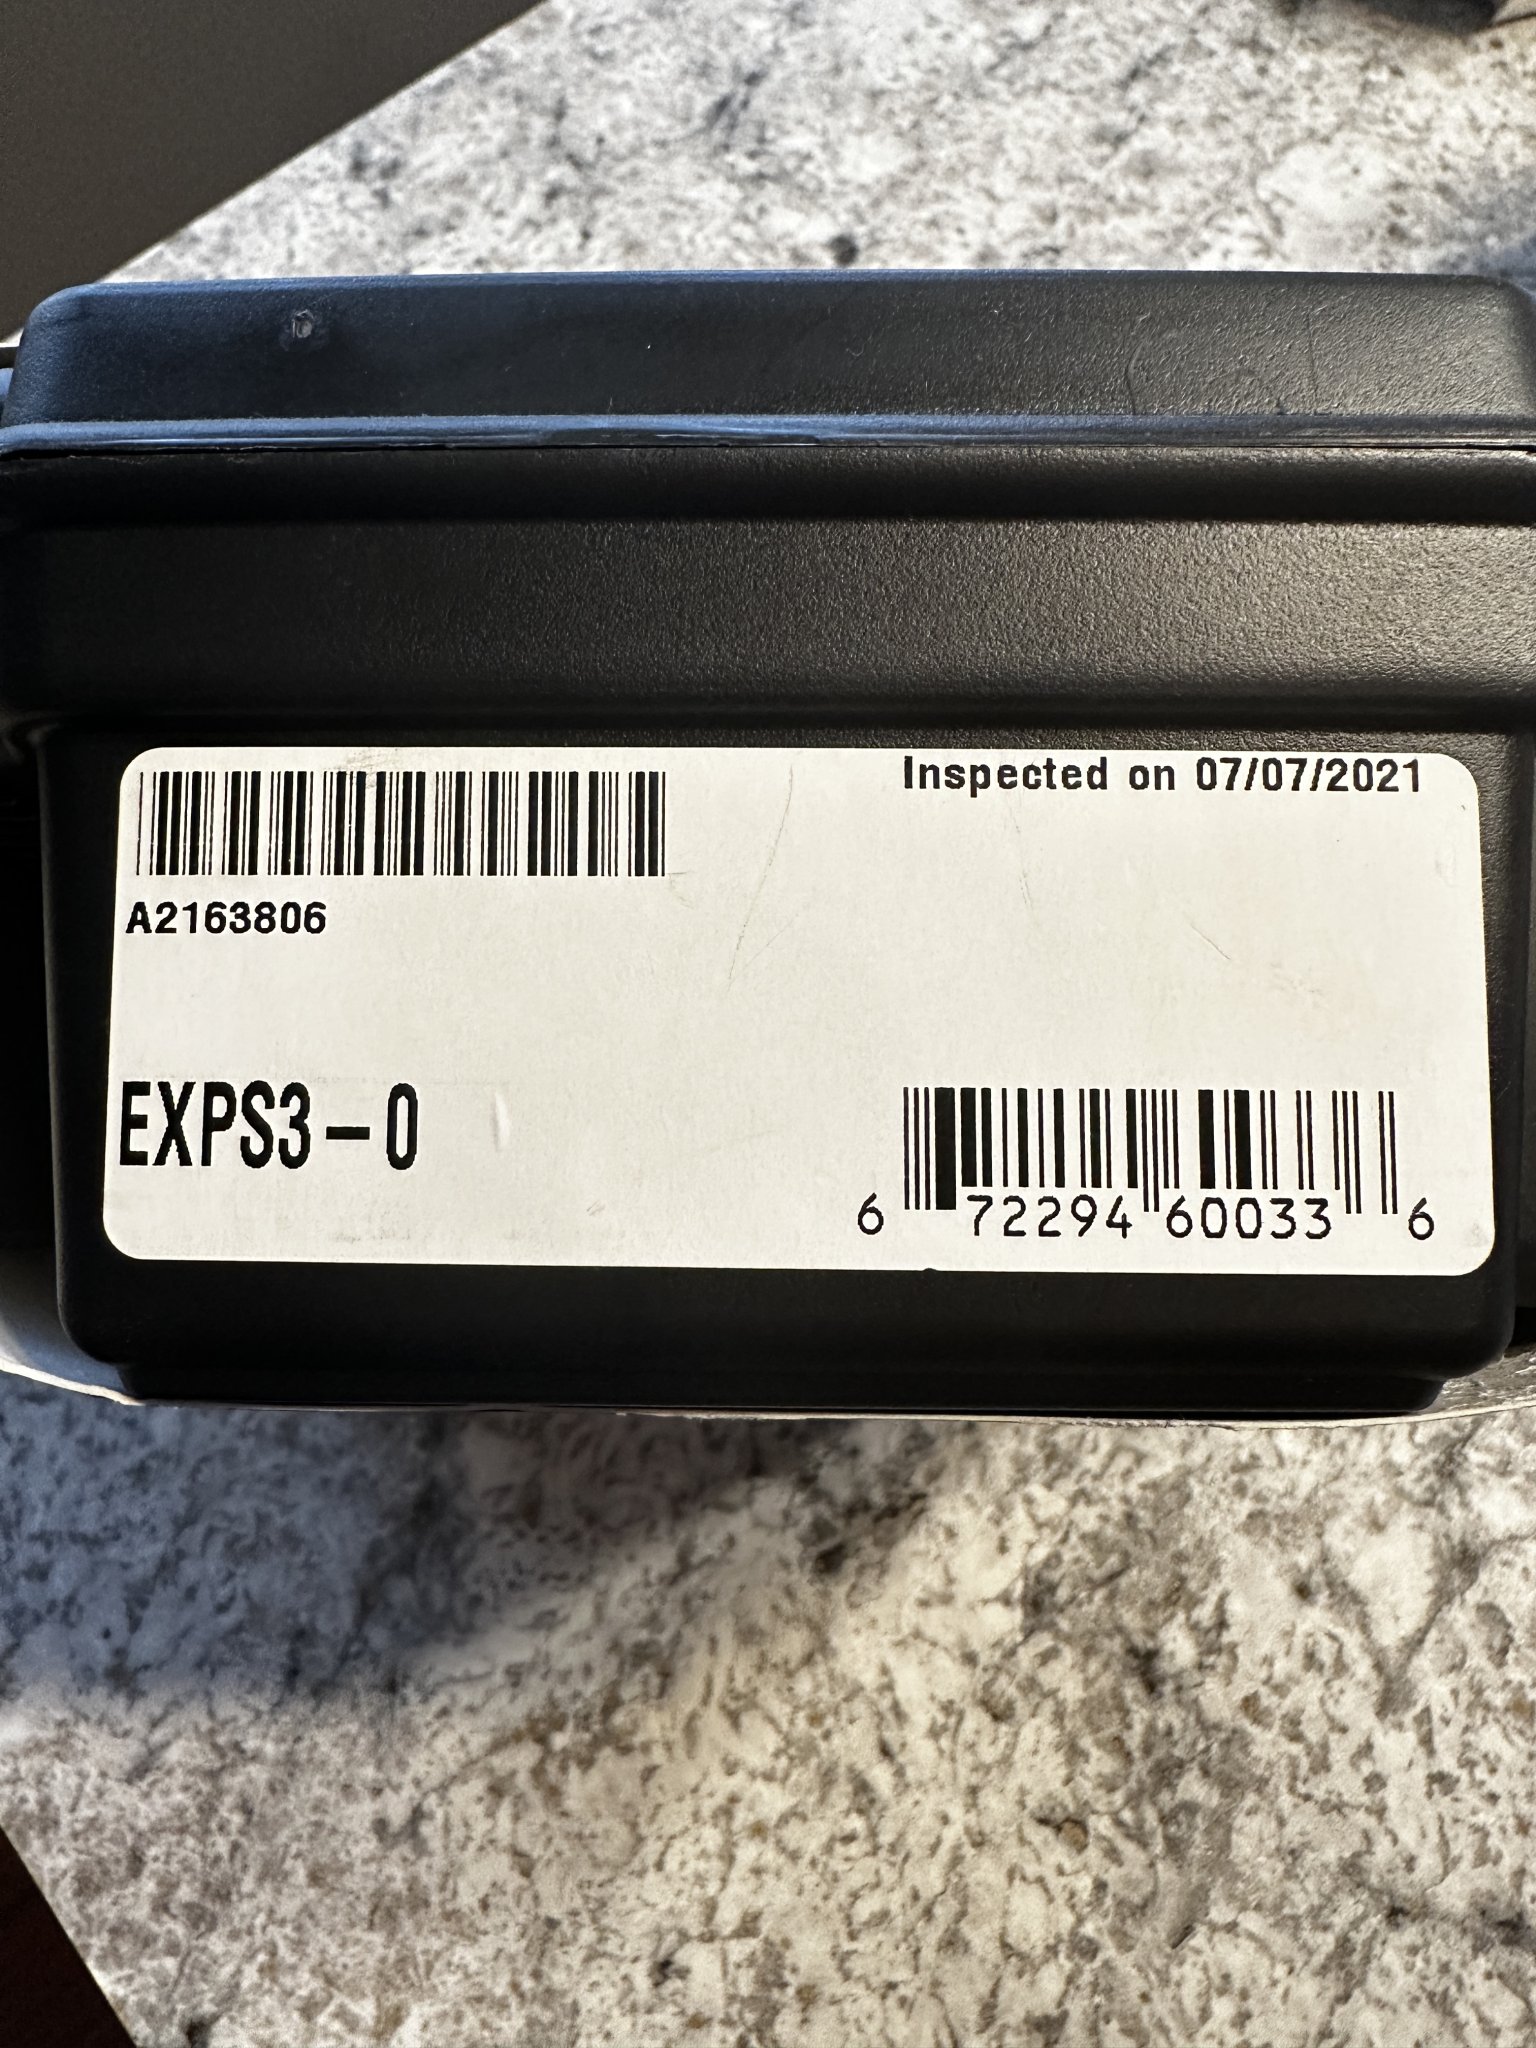 Inspected on 07/07/2021
A2163806
EXPS3-0
6 72294 60033 6